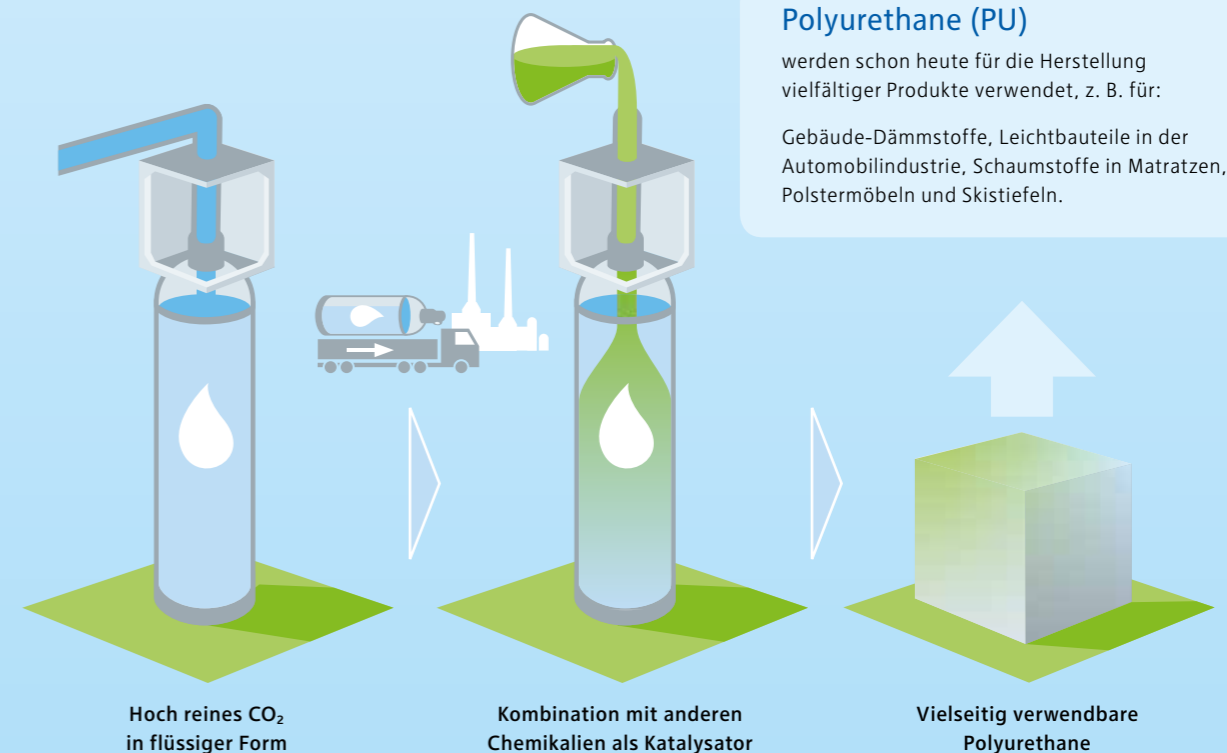 Polyurethane (PU)
werden schon heute für die Herstellung
vielfältiger Produkte verwendet, z. B. für:
Gebäude-Dämmstoffe, Leichtbauteile in der
Automobilindustrie, Schaumstoffe in Matratzen,
Polstermöbeln und Skistiefeln.
Hoch reines CO₂
in flüssiger Form
Kombination mit anderen
Chemikalien als Katalysator
Vielseitig verwendbare
Polyurethane